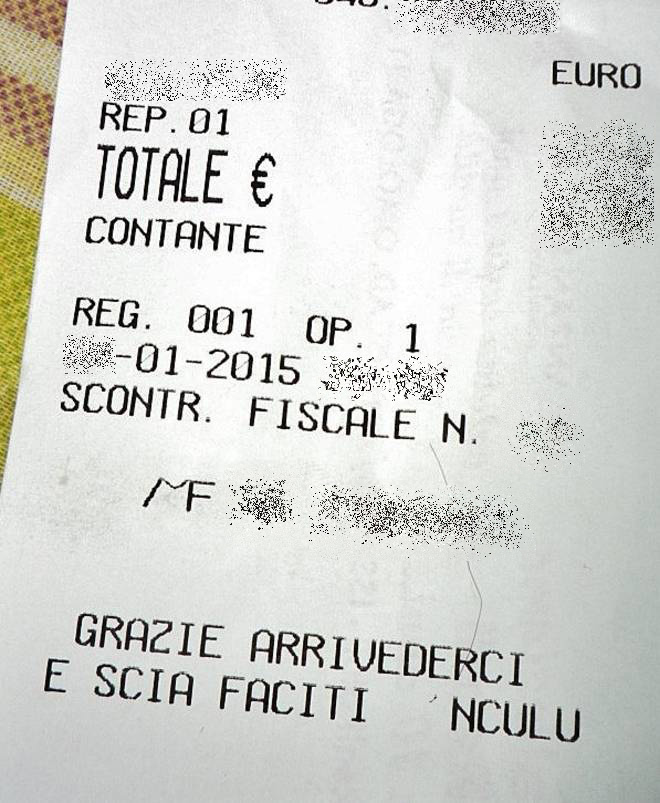 EURO
REP. 01
TOTALE €
CONTANTE
REG. 001 OP. 1
-01-2015
SCONTR. FISCALE N.
MF
GRAZIE ARRIVEDERCI
E SCIA FACITI 'NCULU